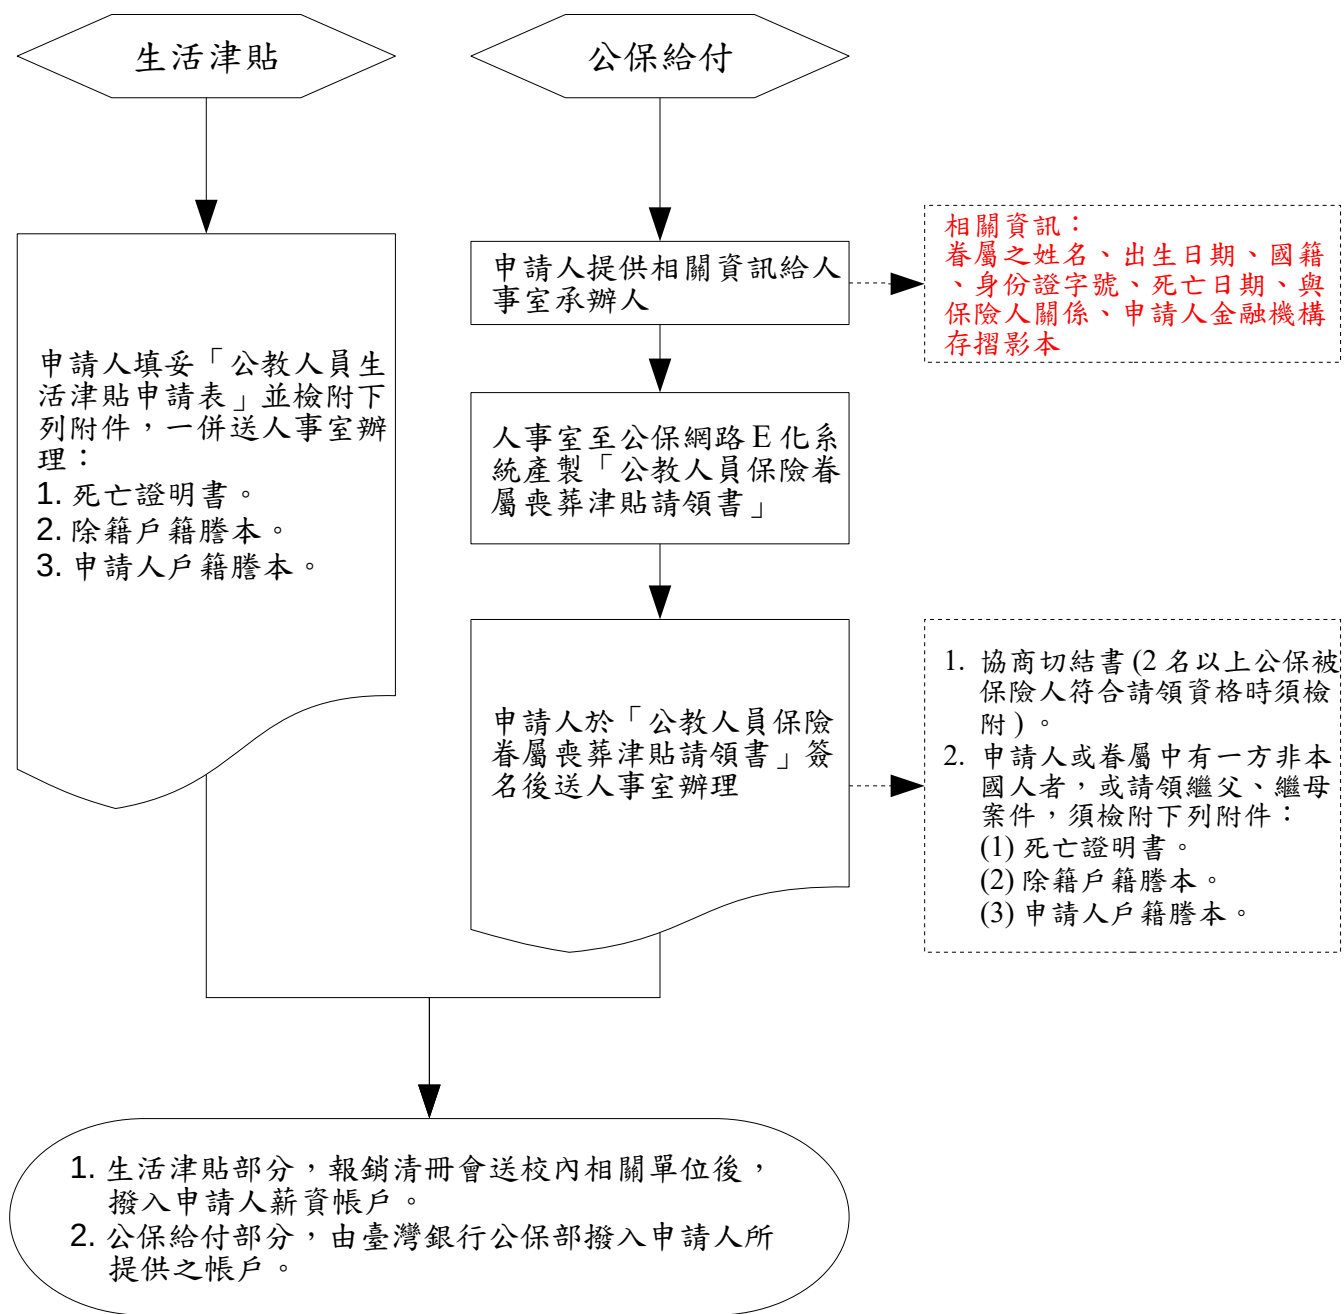 生活津貼
公保給付
申請人填妥「公教人員生
活津貼申請表」並檢附下
列附件，一併送人事室辦
理：
1. 死亡證明書。
2. 除籍戶籍謄本。
3. 申請人戶籍謄本。
申請人提供相關資訊給人
事室承辦人
相關資訊：
眷屬之姓名、出生日期、國籍
、身份證字號、死亡日期、與
保險人關係、申請人金融機構
存摺影本
人事室至公保網路E化系
統產製「公教人員保險眷
屬喪葬津貼請領書」
申請人於「公教人員保險
眷屬喪葬津貼請領書」簽
名後送人事室辦理
1. 協商切結書(2名以上公保被
保險人符合請領資格時須檢
附)。
2. 申請人或眷屬中有一方非本
國人者，或請領繼父、繼母
案件，須檢附下列附件：
(1)死亡證明書。
(2)除籍戶籍謄本。
(3)申請人戶籍謄本。
1. 生活津貼部分，報銷清冊會送校內相關單位後，
撥入申請人薪資帳戶。
2. 公保給付部分，由臺灣銀行公保部撥入申請人所
提供之帳戶。